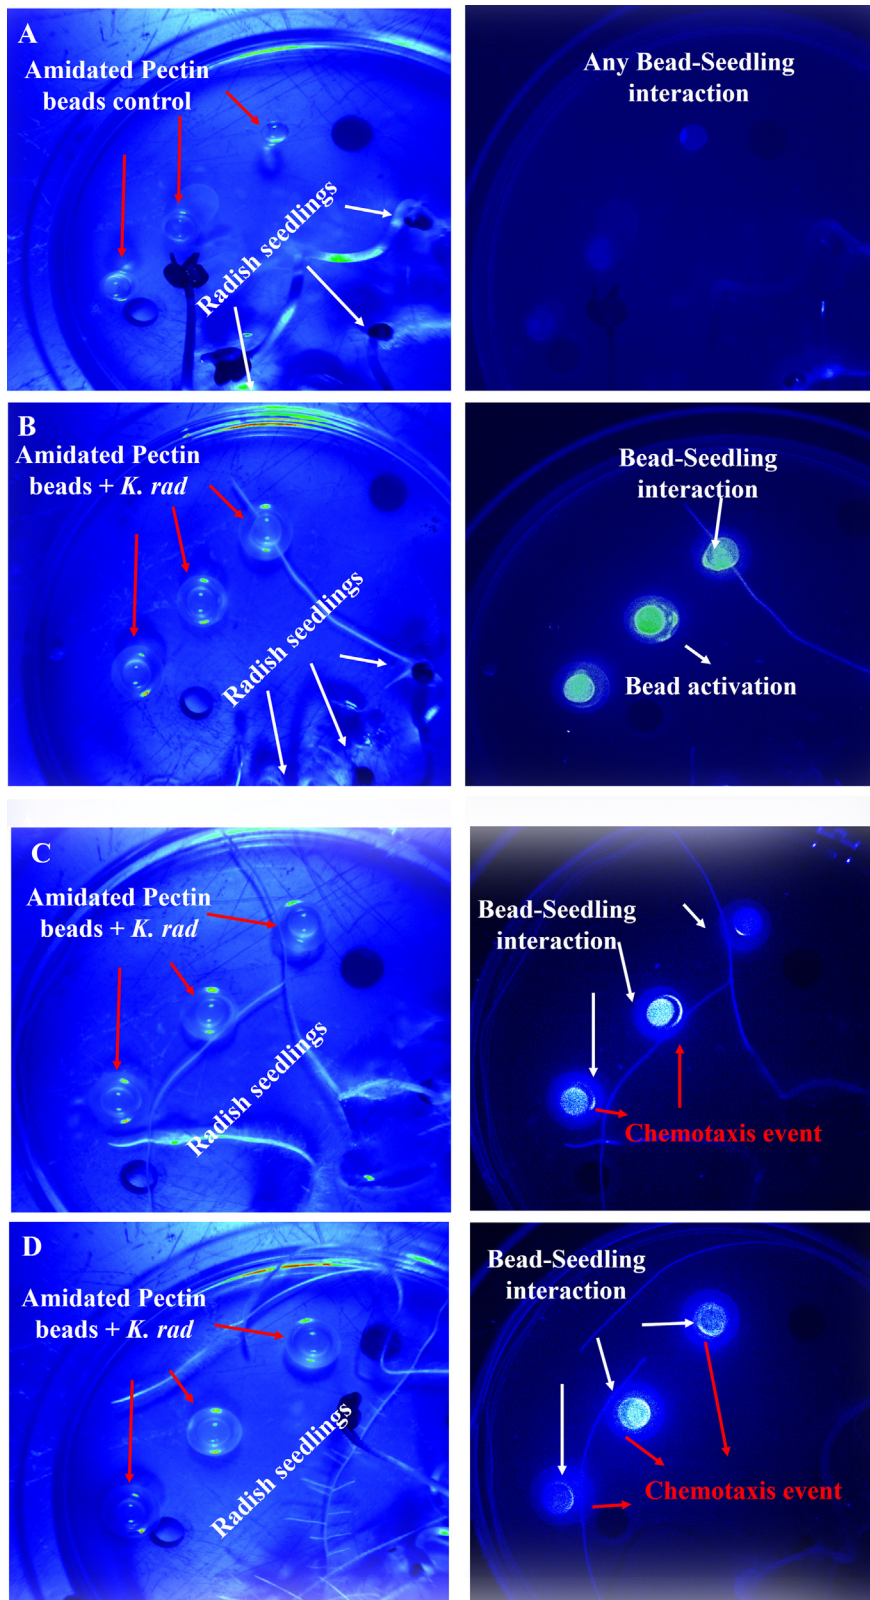 A
Amidated Pectin
beads control
Radish seedlings
Any Bead-Seedling
interaction
B
Amidated Pectin
beads + K. rad
Radish seedlings
Bead-Seedling
interaction
Bead activation
C
Amidated Pectin
beads + K. rad
Radish seedlings
Bead-Seedling
interaction
Chemotaxis event
D
Amidated Pectin
beads + K. rad
Radish seedlings
Bead-Seedling
interaction
Chemotaxis event